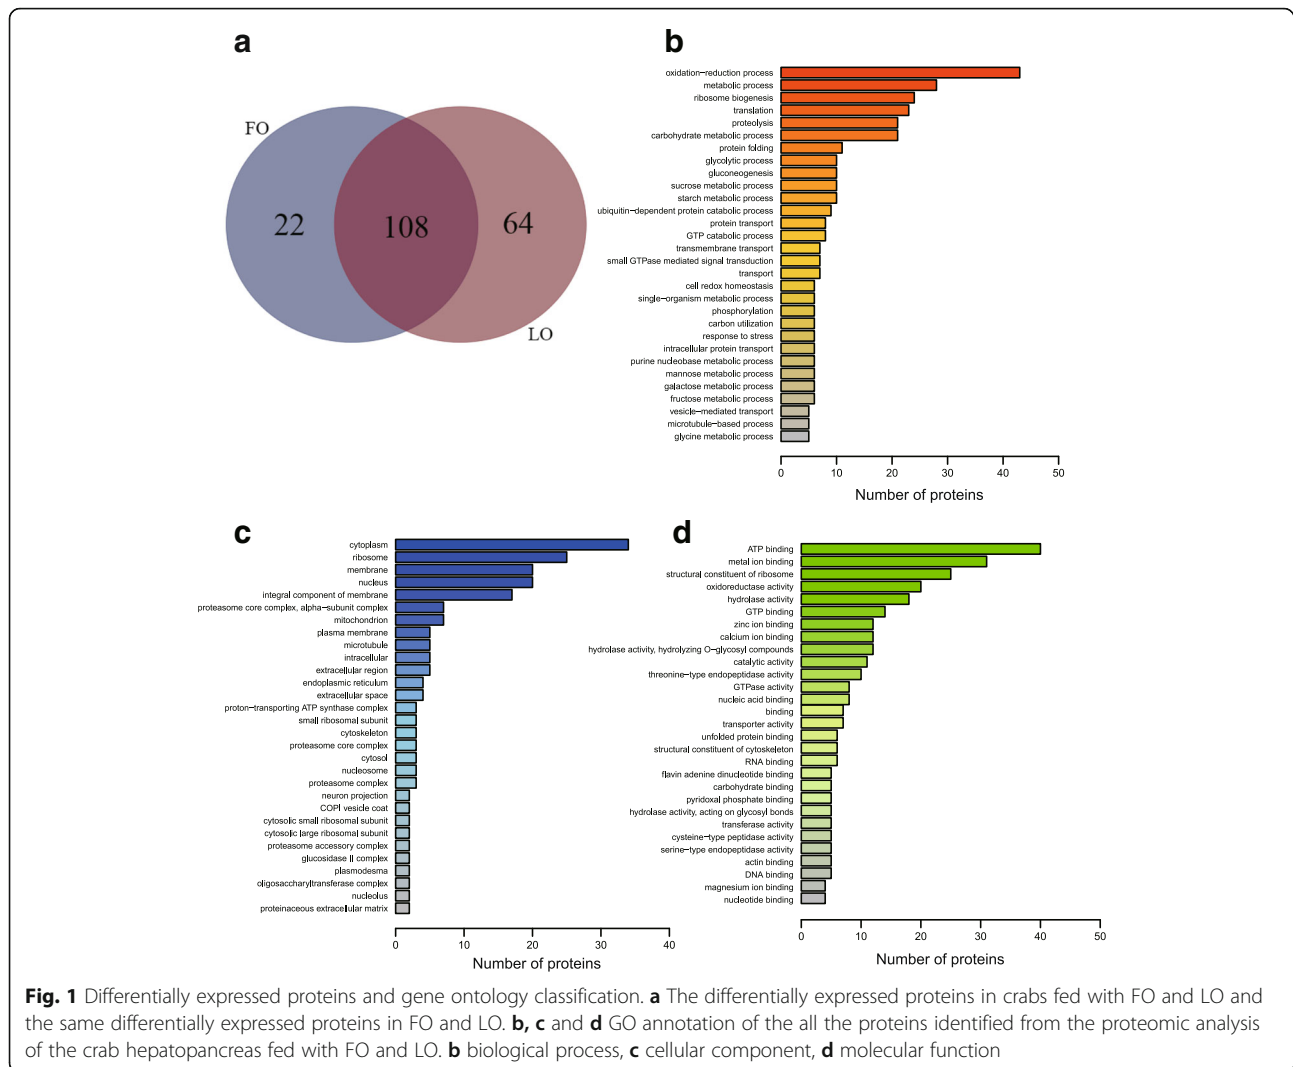 a
FO
22
108
64
LO
b
oxidation−reduction process
metabolic process
ribosome biogenesis
translation
proteolysis
carbohydrate metabolic process
protein folding
glycolytic process
gluconeogenesis
sucrose metabolic process
starch metabolic process
ubiquitin−dependent protein catabolic process
protein transport
GTP catabolic process
transmembrane transport
small GTPase mediated signal transduction
transport
cell redox homeostasis
single−organism metabolic process
phosphorylation
carbon utilization
response to stress
intracellular protein transport
purine nucleobase metabolic process
mannose metabolic process
galactose metabolic process
fructose metabolic process
vesicle−mediated transport
microtubule−based process
glycine metabolic process
0 10 20 30 40 50
Number of proteins
c
cytoplasm
ribosome
membrane
nucleus
integral component of membrane
proteasome core complex, alpha−subunit complex
mitochondrion
plasma membrane
microtubule
intracellular
extracellular region
endoplasmic reticulum
extracellular space
proton−transporting ATP synthase complex
small ribosomal subunit
cytoskeleton
proteasome core complex
cytosol
nucleosome
proteasome complex
neuron projection
COPI vesicle coat
cytosolic small ribosomal subunit
cytosolic large ribosomal subunit
proteasome accessory complex
glucosidase II complex
plasmodesma
oligosaccharyltransferase complex
nucleolus
proteinaceous extracellular matrix
0 10 20 30 40
Number of proteins
d
ATP binding
metal ion binding
structural constituent of ribosome
oxidoreductase activity
hydrolase activity
GTP binding
zinc ion binding
calcium ion binding
hydrolase activity, hydrolyzing O−glycosyl compounds
catalytic activity
threonine−type endopeptidase activity
GTPase activity
nucleic acid binding
binding
transporter activity
unfolded protein binding
structural constituent of cytoskeleton
RNA binding
flavin adenine dinucleotide binding
carbohydrate binding
pyridoxal phosphate binding
hydrolase activity, acting on glycosyl bonds
transferase activity
cysteine−type peptidase activity
serine−type endopeptidase activity
actin binding
DNA binding
magnesium ion binding
nucleotide binding
0 10 20 30 40 50
Number of proteins
Fig. 1 Differentially expressed proteins and gene ontology classification. a The differentially expressed proteins in crabs fed with FO and LO and
the same differentially expressed proteins in FO and LO. b, c and d GO annotation of the all the proteins identified from the proteomic analysis
of the crab hepatopancreas fed with FO and LO. b biological process, c cellular component, d molecular function